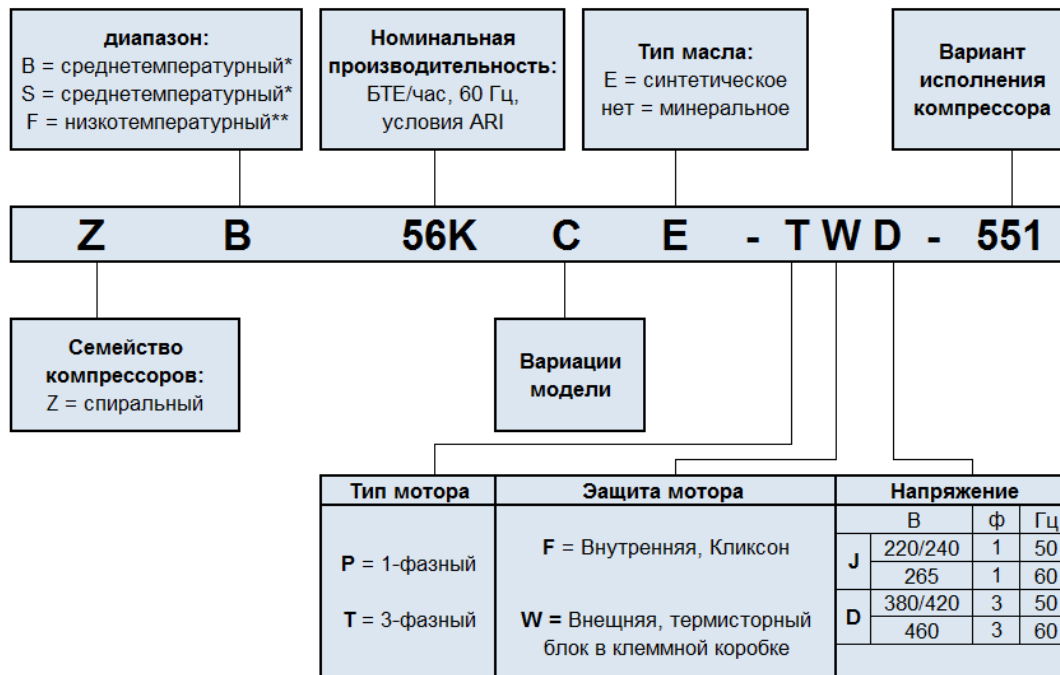 диапазон:
B = среднетемпературный*
S = среднетемпературный*
F = низкотемпературный**
Номинальная
производительность:
БТЕ/час, 60 Гц,
условия ARI
Тип масла:
E = синтетическое
нет = минеральное
Вариант
исполнения
компрессора
Z B 56K C E - T W D - 551
Семейство
компрессоров:
Z = спиральный
Вариации
модели
Тип мотора
P = 1-фазный
T = 3-фазный
Эащита мотора
F = Внутренняя, Кликсон
W = Внещняя, термисторный
блок в клеммной коробке
Напряжение
В ф Гц
J 220/240 1 50
265 1 60
D 380/420 3 50
460 3 60